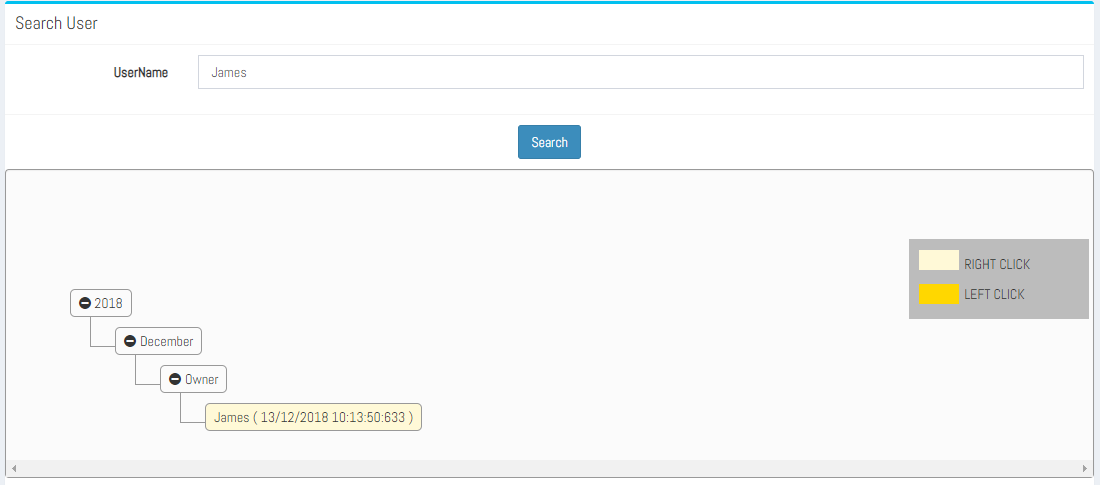 Search User
UserName
James
Search
RIGHT CLICK
LEFT CLICK
2018
December
Owner
James ( 13/12/2018 10:13:50:633 )